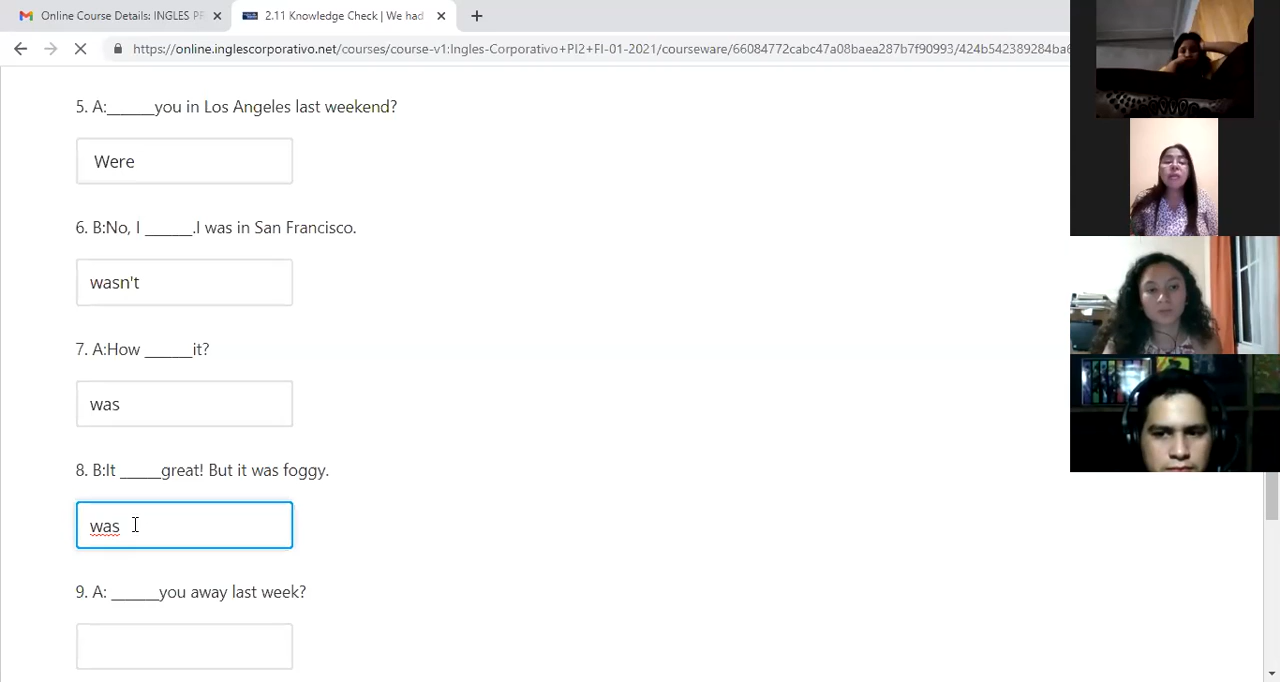 Online Course Details: INGLES PR
2.11 Knowledge Check | We had
https://online.inglescorporativo.net/courses/course-v1:Ingles-Corporativo+PI2+FI-01-2021/courseware/66084772cabc47a08baea287b7f90993/424b542389284ba6
5. A:______you in Los Angeles last weekend?
Were
6. B:No, I ______.I was in San Francisco.
wasn't
7. A:How ______it?
was
8. B:It _____great! But it was foggy.
was
9. A: ______you away last week?